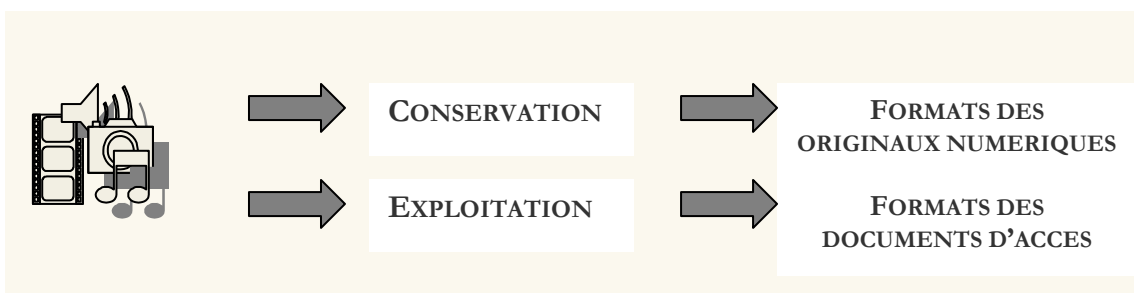 CONSERVATION
FORMATS DES
ORIGINAUX NUMERIQUES
EXPLOITATION
FORMATS DES
DOCUMENTS D’ACCES